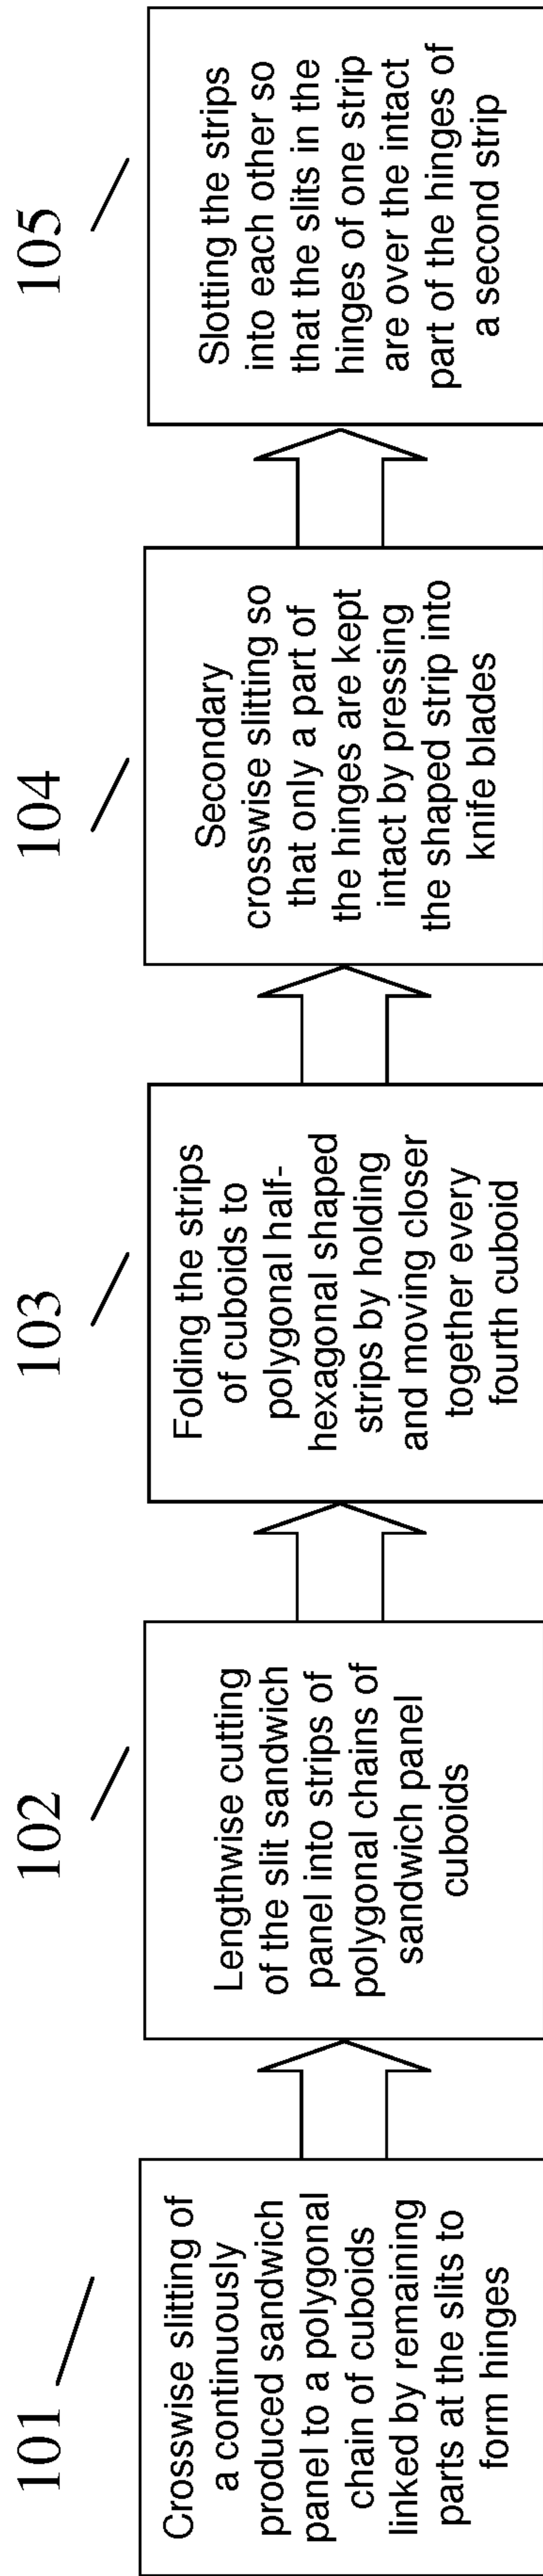 101
Crosswise slitting of
a continuously
produced sandwich
panel to a polygonal
chain of cuboids
linked by remaining
parts at the slits to
form hinges
102
Lengthwise cutting
of the slit sandwich
panel into strips of
polygonal chains of
sandwich panel
cuboids
103
Folding the strips
of cuboids to
polygonal half-
hexagonal shaped
strips by holding
and moving closer
together every
fourth cuboid
104
Secondary
crosswise slitting so
that only a part of
the hinges are kept
intact by pressing
the shaped strip into
knife blades
105
Slotting the strips
into each other so
that the slits in the
hinges of one strip
are over the intact
part of the hinges of
a second strip